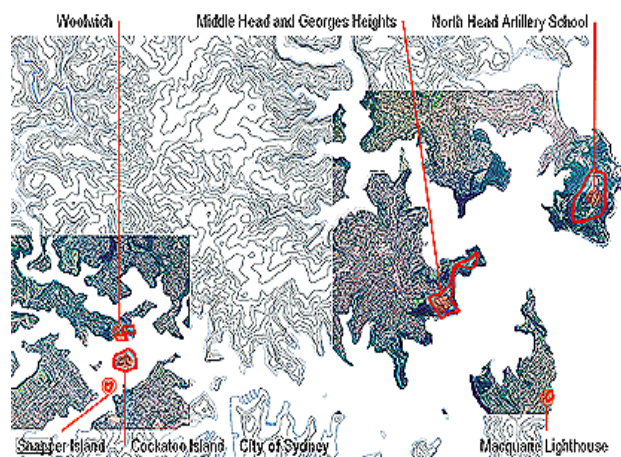 Woolwich
Middle Head and Georges Heights
North Head Artillery School
Snapper Island
Cockatoo Island
City of Sydney
Macquarie Lighthouse